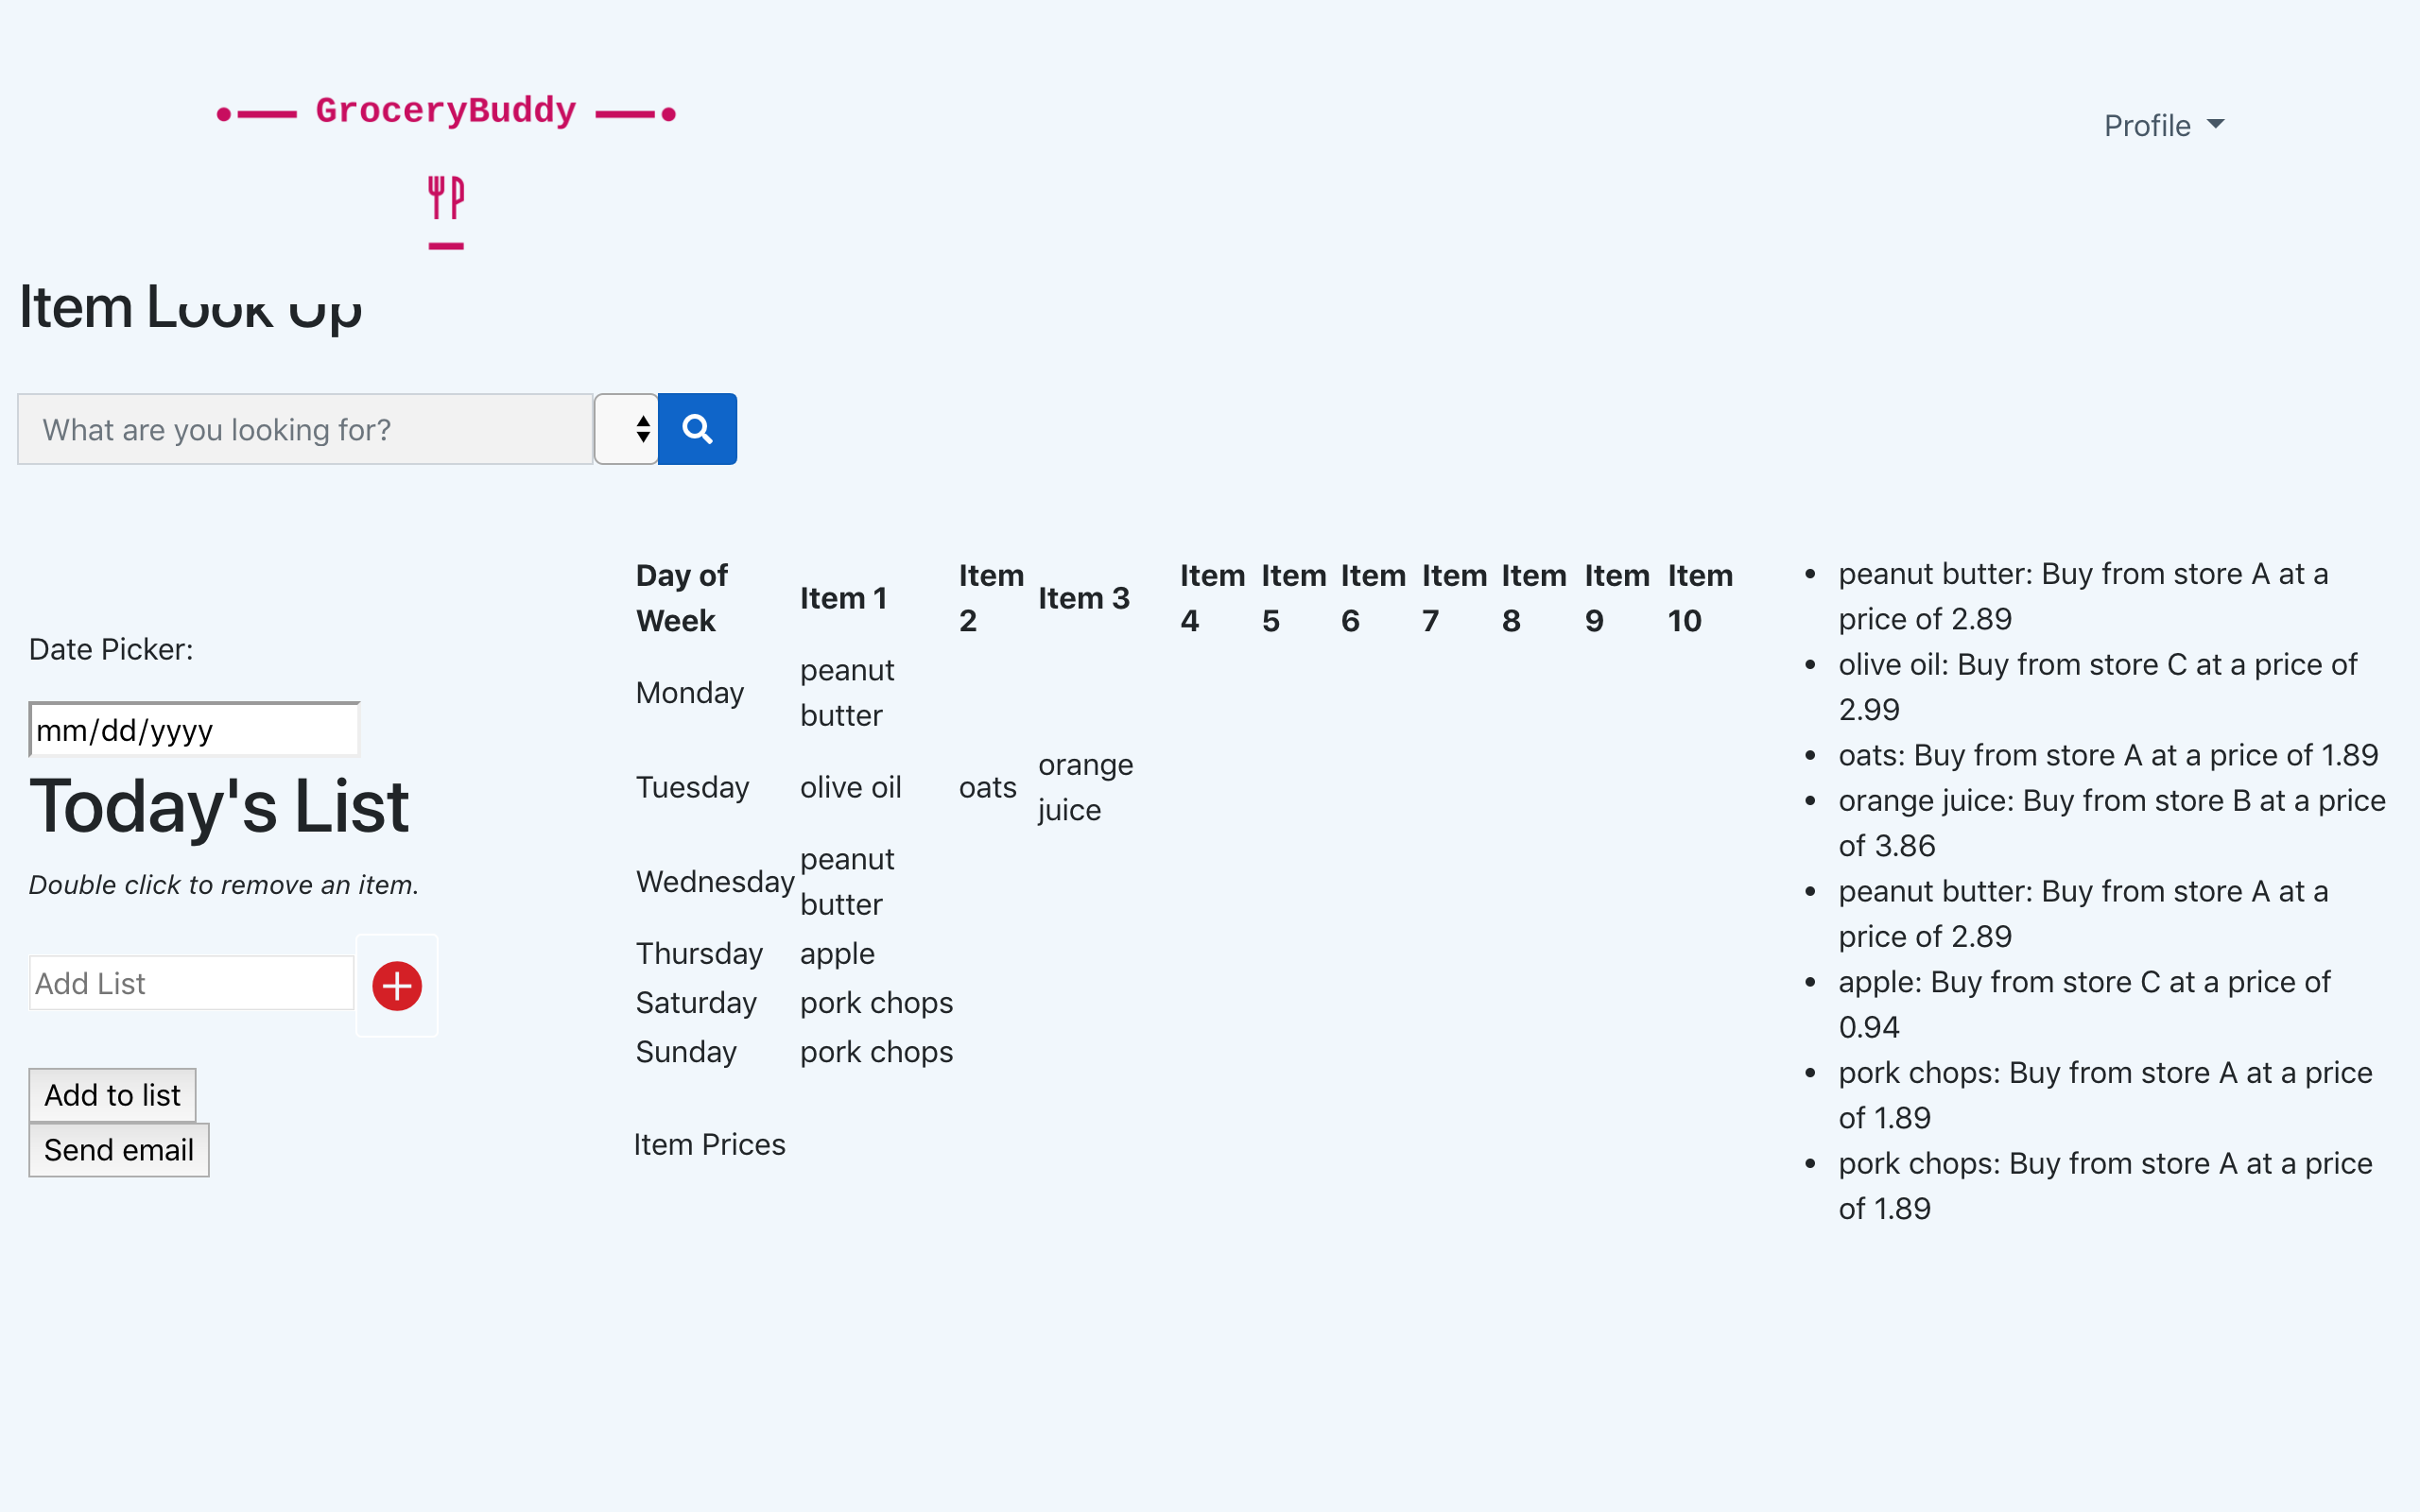 GroceryBuddy
Profile
Item Look Up
What are you looking for?
Date Picker:
mm/dd/yyyy
Today's List
Double click to remove an item.
Add List
Add to list
Send email
Day of Week Item 1 Item 2 Item 3 Item 4 Item 5 Item 6 Item 7 Item 8 Item 9 Item 10
Monday peanut butter
Tuesday olive oil oats orange juice
Wednesday peanut butter
Thursday apple
Saturday pork chops
Sunday pork chops
Item Prices
peanut butter: Buy from store A at a
price of 2.89
olive oil: Buy from store C at a price of
2.99
oats: Buy from store A at a price of 1.89
orange juice: Buy from store B at a price
of 3.86
peanut butter: Buy from store A at a
price of 2.89
apple: Buy from store C at a price of
0.94
pork chops: Buy from store A at a price
of 1.89
pork chops: Buy from store A at a price
of 1.89